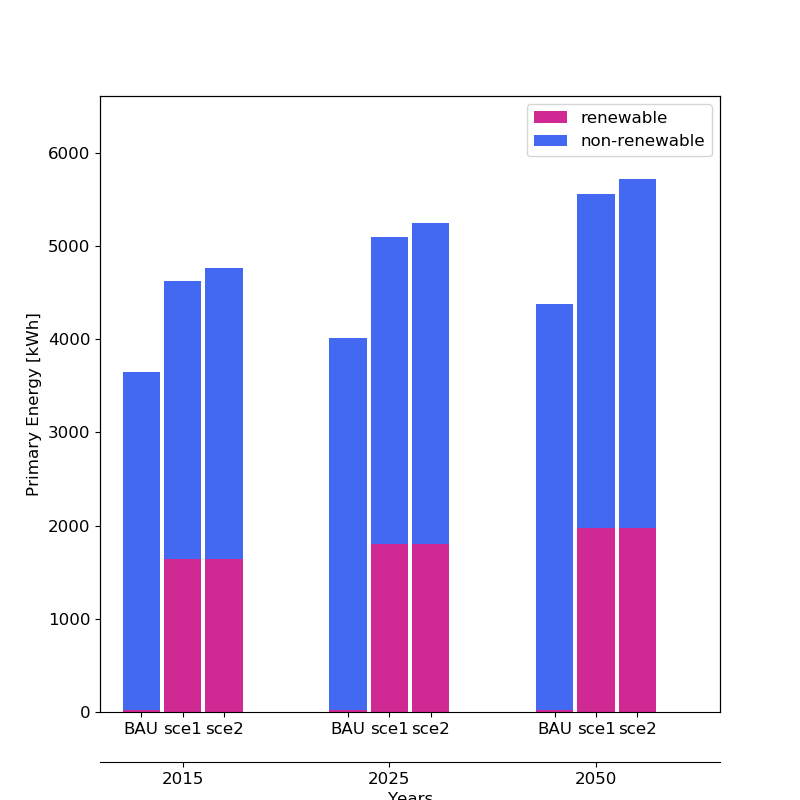 renewable
non-renewable
Primary Energy [kWh]
6000
5000
4000
3000
2000
1000
0
BAU sce1 sce2 BAU sce1 sce2 BAU sce1 sce2
2015 2025 2050
Years